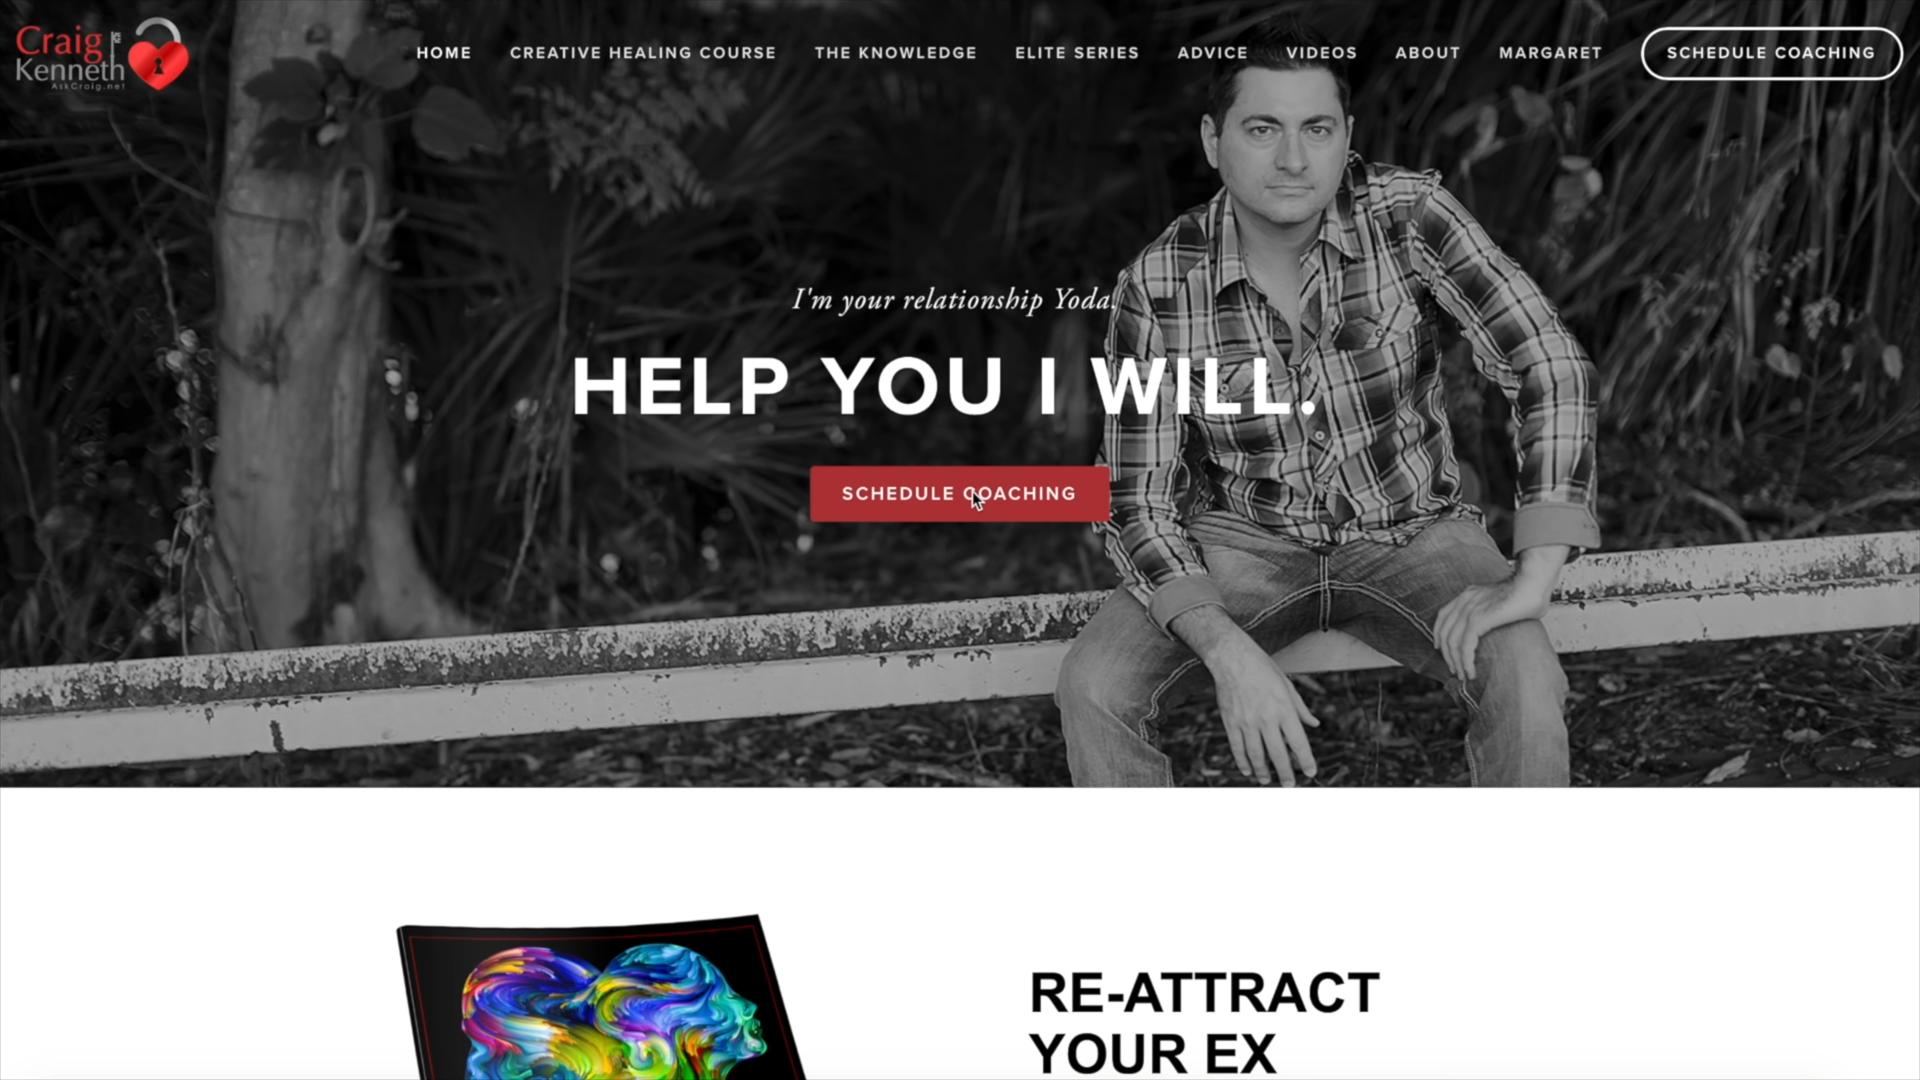 Craig
Kenneth
AskCraig.net
HOME
CREATIVE HEALING COURSE
THE KNOWLEDGE
ELITE SERIES
ADVICE
VIDEOS
ABOUT
MARGARET
SCHEDULE COACHING
I'm your relationship Yoda.
HELP YOU I WILL.
SCHEDULE COACHING
RE-ATTRACT
YOUR EX